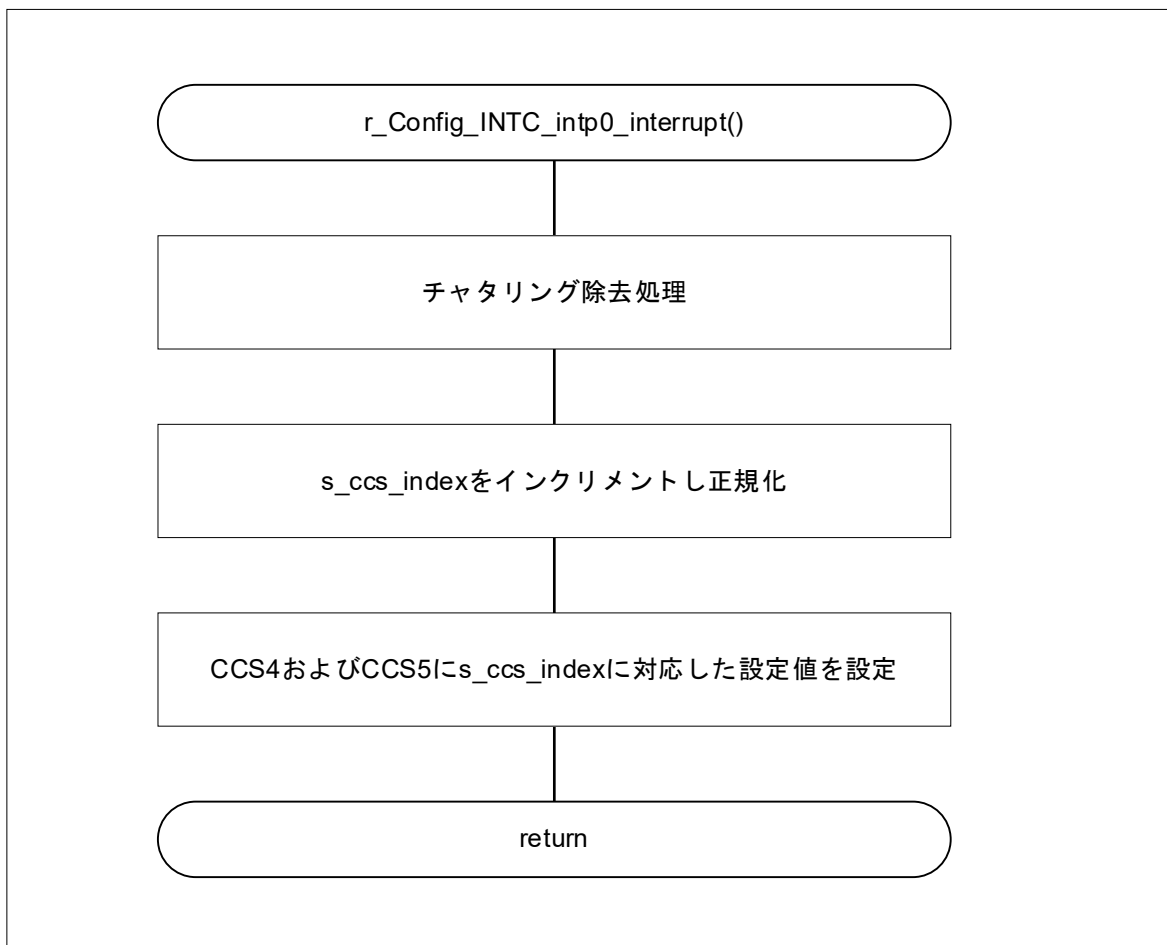 r_Config_INTC_intp0_interrupt()
チャタリング除去処理
s_ccs_indexをインクリメントし正規化
CCS4およびCCS5にs_ccs_indexに対応した設定値を設定
return